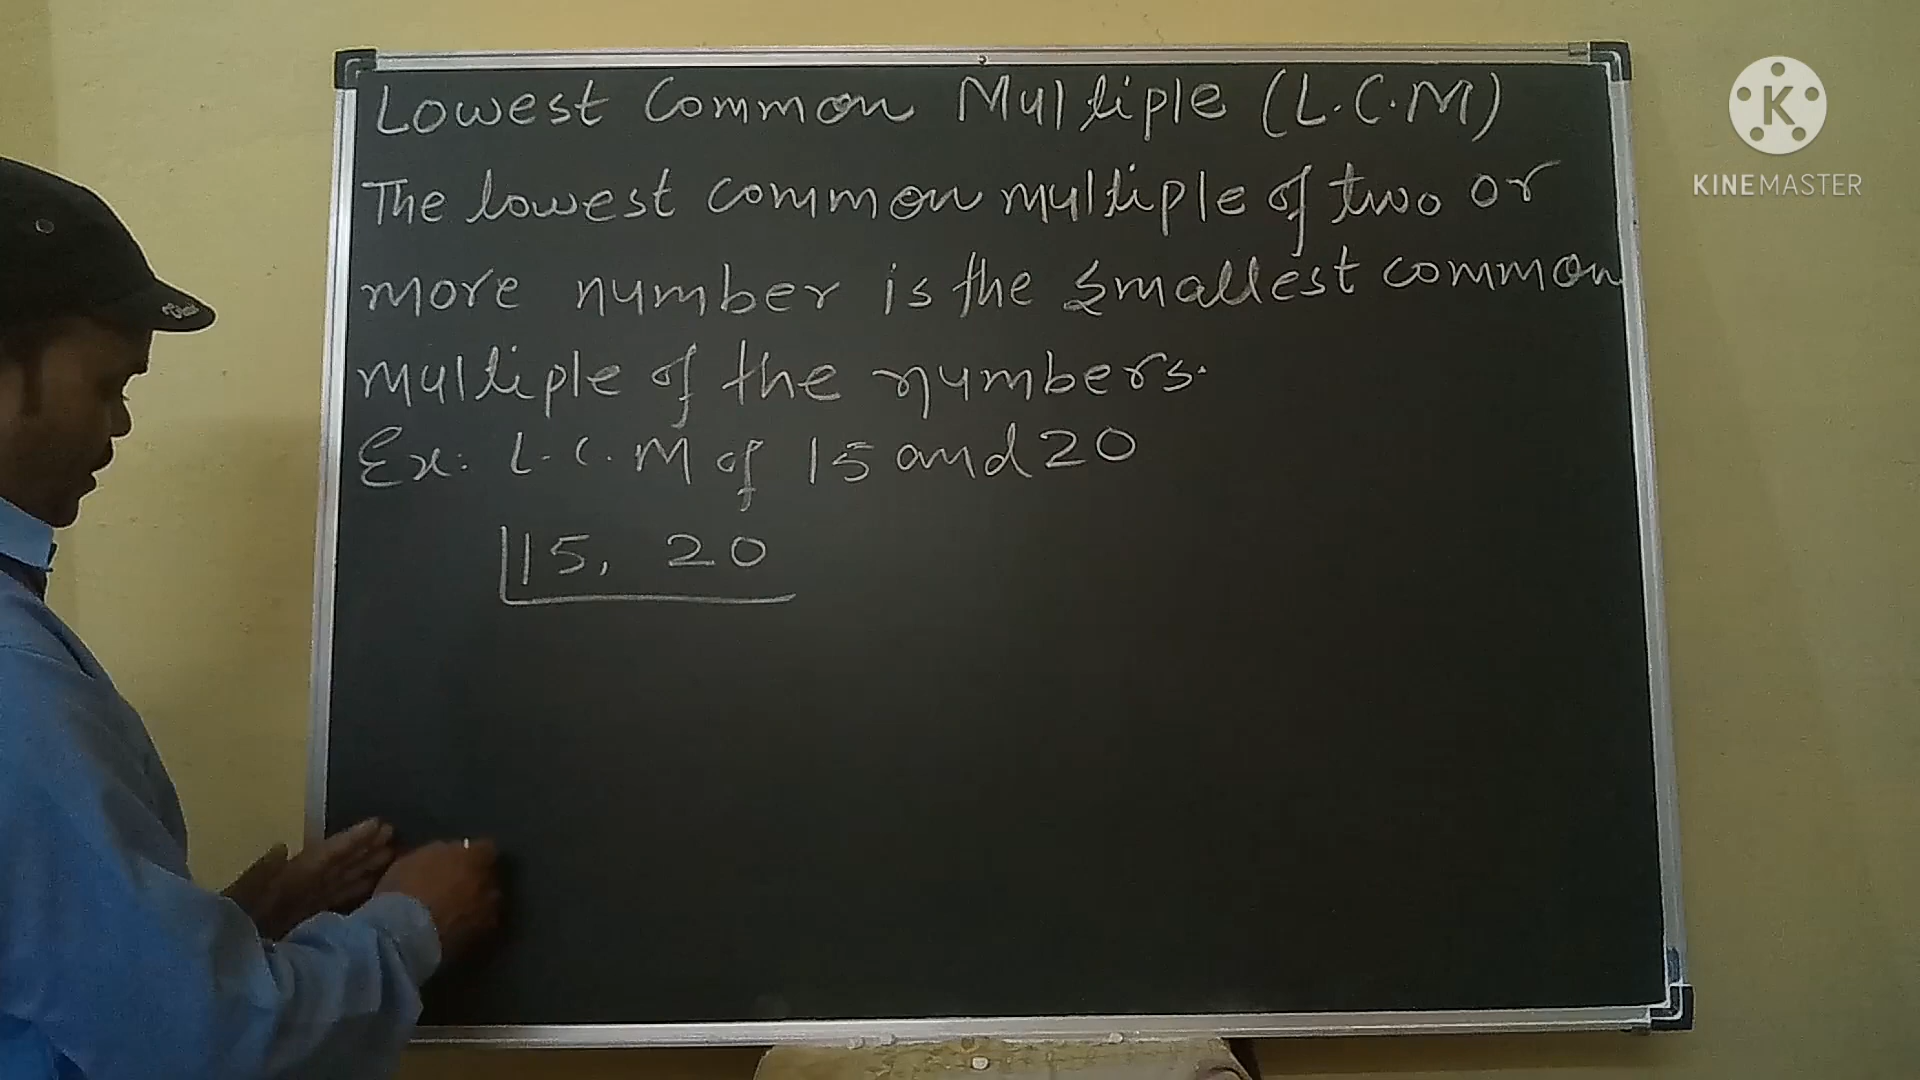 Lowest Common Multiple (L.C.M)
The lowest common multiple of two or
more number is the smallest common
multiple of the numbers.
Ex: L.C.M of 15 and 20
15, 20
K
KINEMASTER